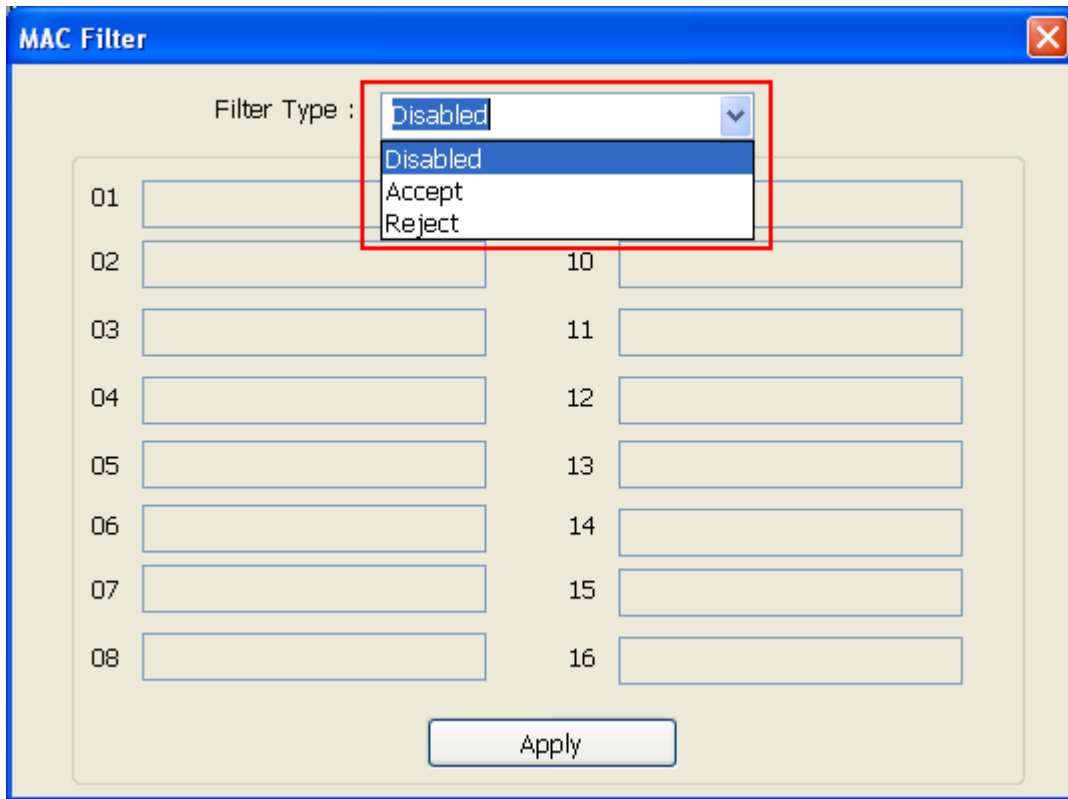 MAC Filter
Filter Type :
Disabled
Disabled
Accept
Reject
01
02
10
03
11
04
12
05
13
06
14
07
15
08
16
Apply